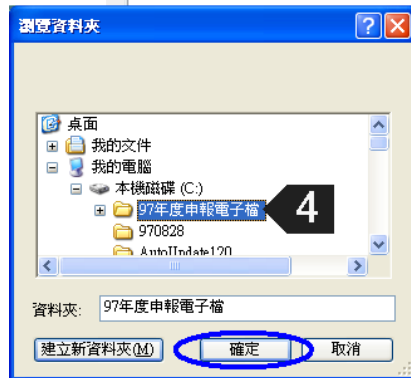 瀏覽資料夾
桌面
我的文件
我的電腦
本機磁碟 (C:)
97年度申報電子檔 4
970828
AutoUpdate120
資料夾: 97年度申報電子檔
建立新資料夾(M) 確定 取消